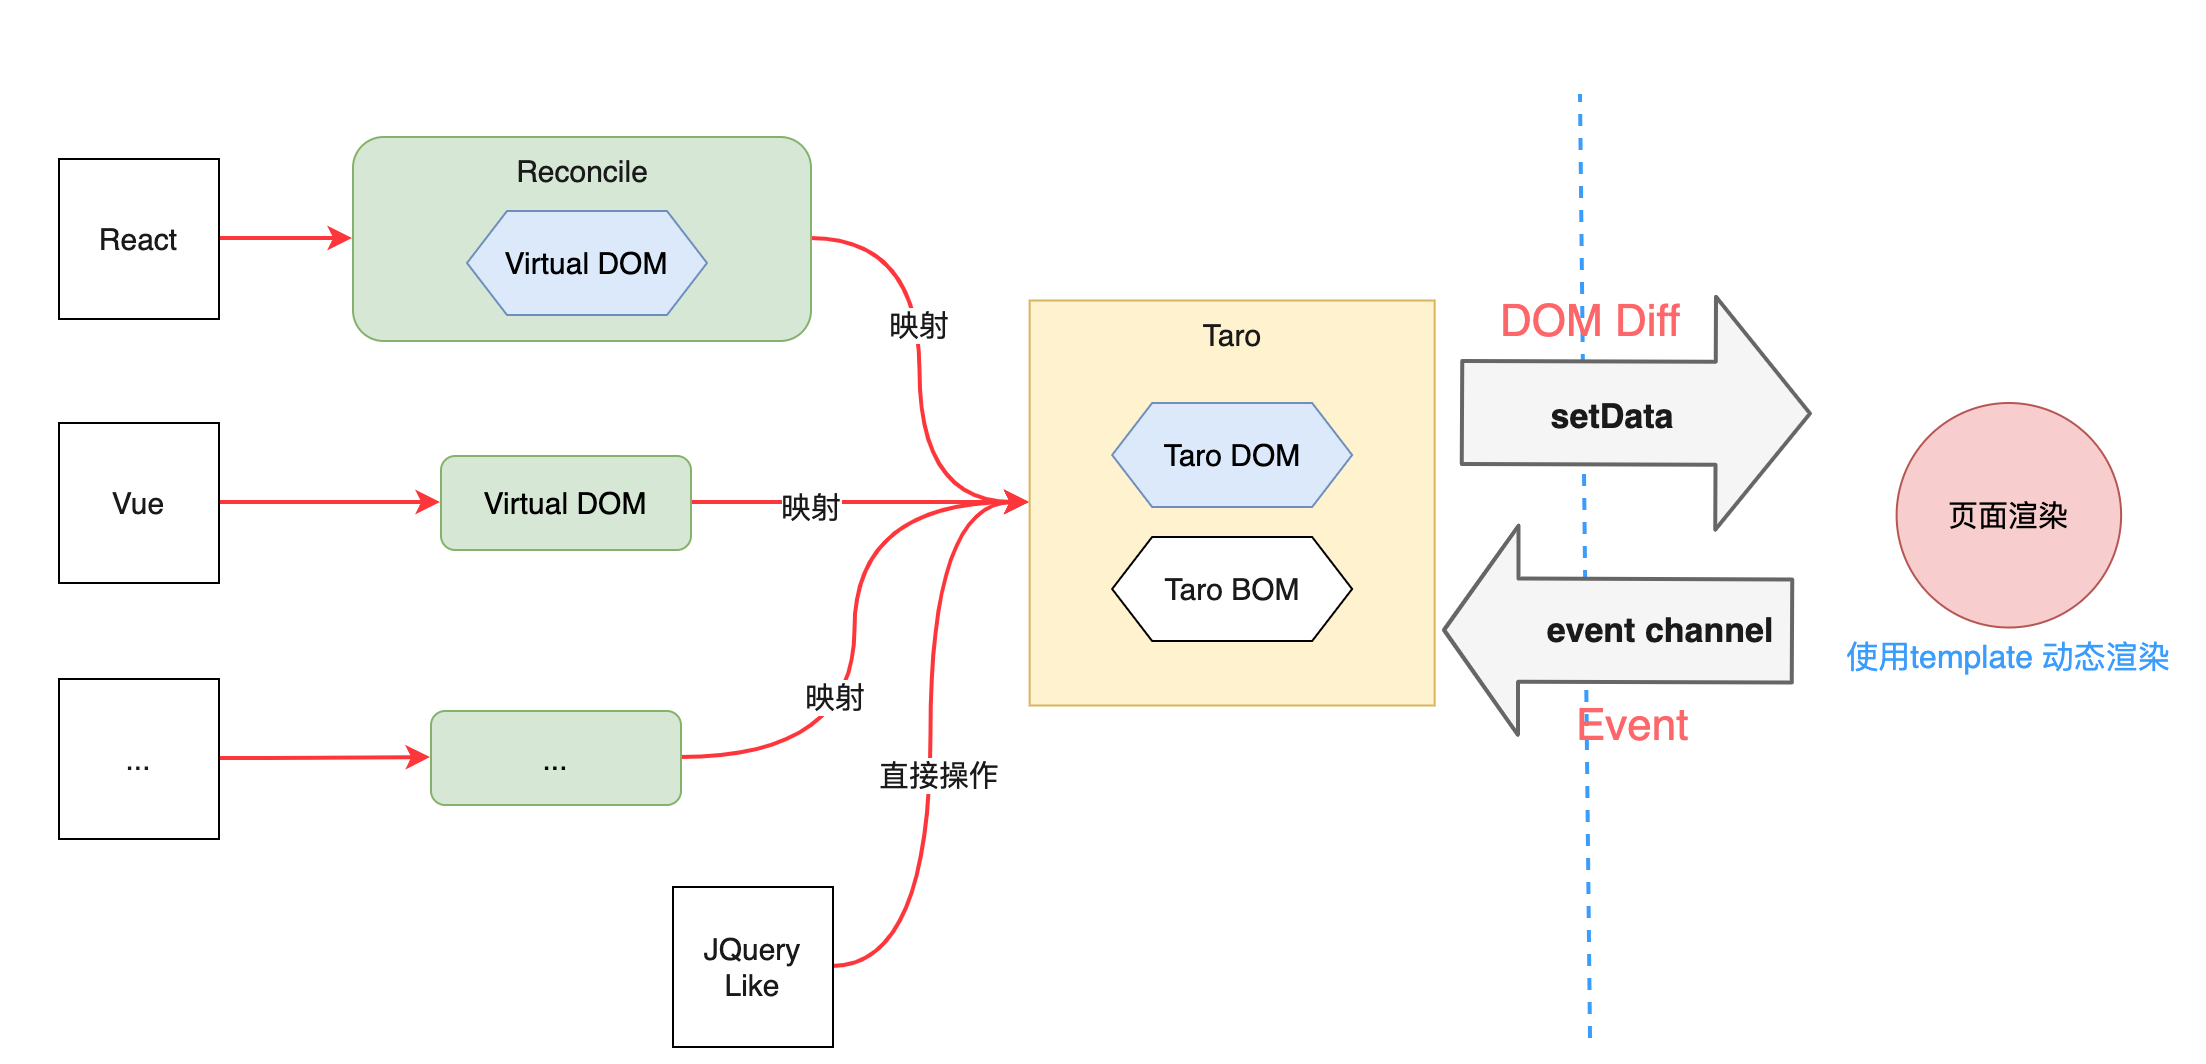 React
Reconcile
Virtual DOM
映射
Vue
Virtual DOM
映射
...
...
映射
JQuery
Like
直接操作
Taro
Taro DOM
Taro BOM
DOM Diff
setData
event channel
Event
页面渲染
使用template 动态渲染